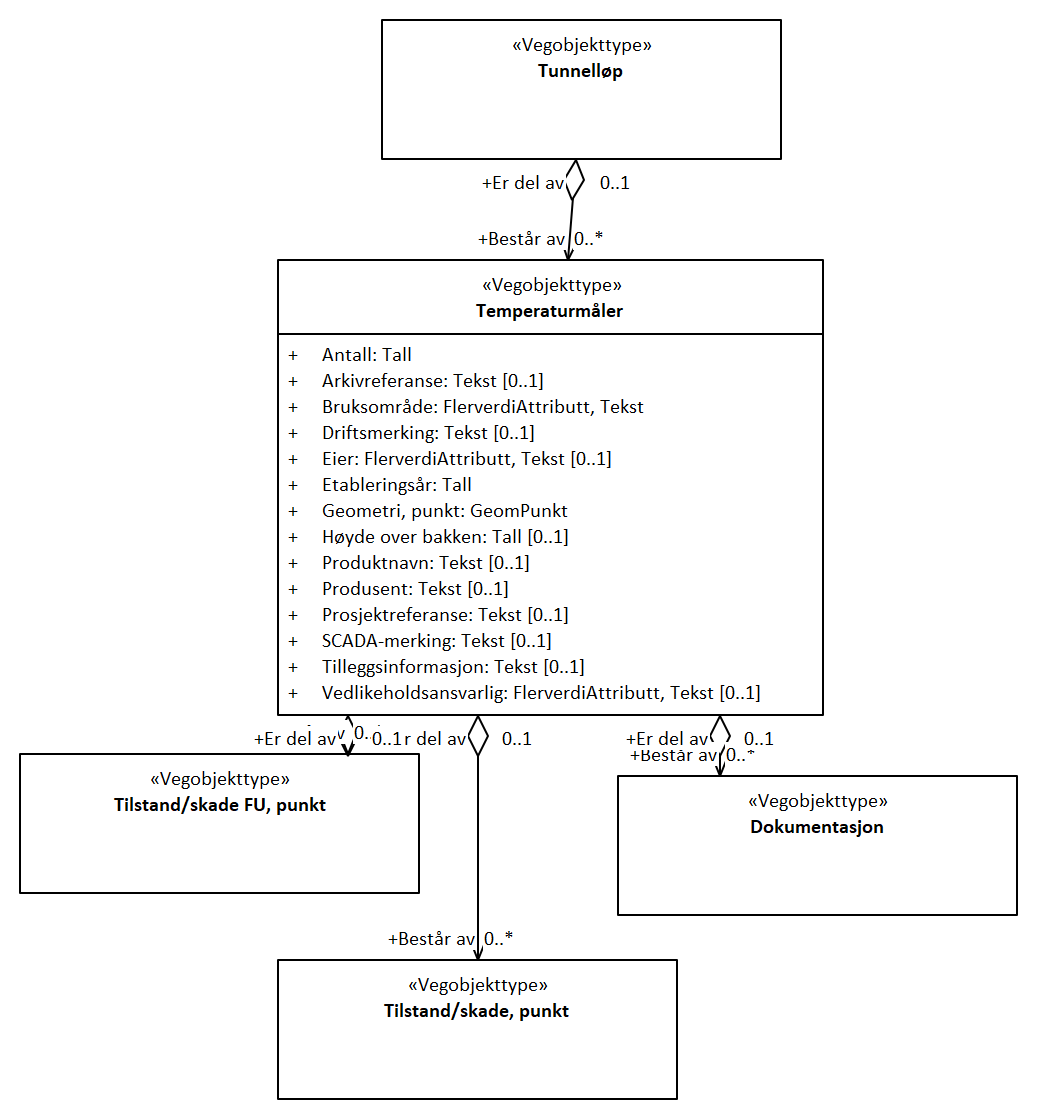 «Vegobjekttype»
Tunnelløp
+Er del av 0..1
+Består av 0..*
«Vegobjekttype»
Temperaturmåler
+ Antall: Tall
+ Arkivreferanse: Tekst [0..1]
+ Bruksområde: FlerverdiAttributt, Tekst
+ Driftsmerking: Tekst [0..1]
+ Eier: FlerverdiAttributt, Tekst [0..1]
+ Etableringsår: Tall
+ Geometri, punkt: GeomPunkt
+ Høyde over bakken: Tall [0..1]
+ Produktnavn: Tekst [0..1]
+ Produsent: Tekst [0..1]
+ Prosjektreferanse: Tekst [0..1]
+ SCADA-merking: Tekst [0..1]
+ Tilleggsinformasjon: Tekst [0..1]
+ Vedlikeholdsansvarlig: FlerverdiAttributt, Tekst [0..1]
+Er del av 0..1 r del av 0..1
+Er del av 0..1
+Består av 0..*
«Vegobjekttype»
Tilstand/skade FU, punkt
«Vegobjekttype»
Dokumentasjon
+Består av 0..*
«Vegobjekttype»
Tilstand/skade, punkt